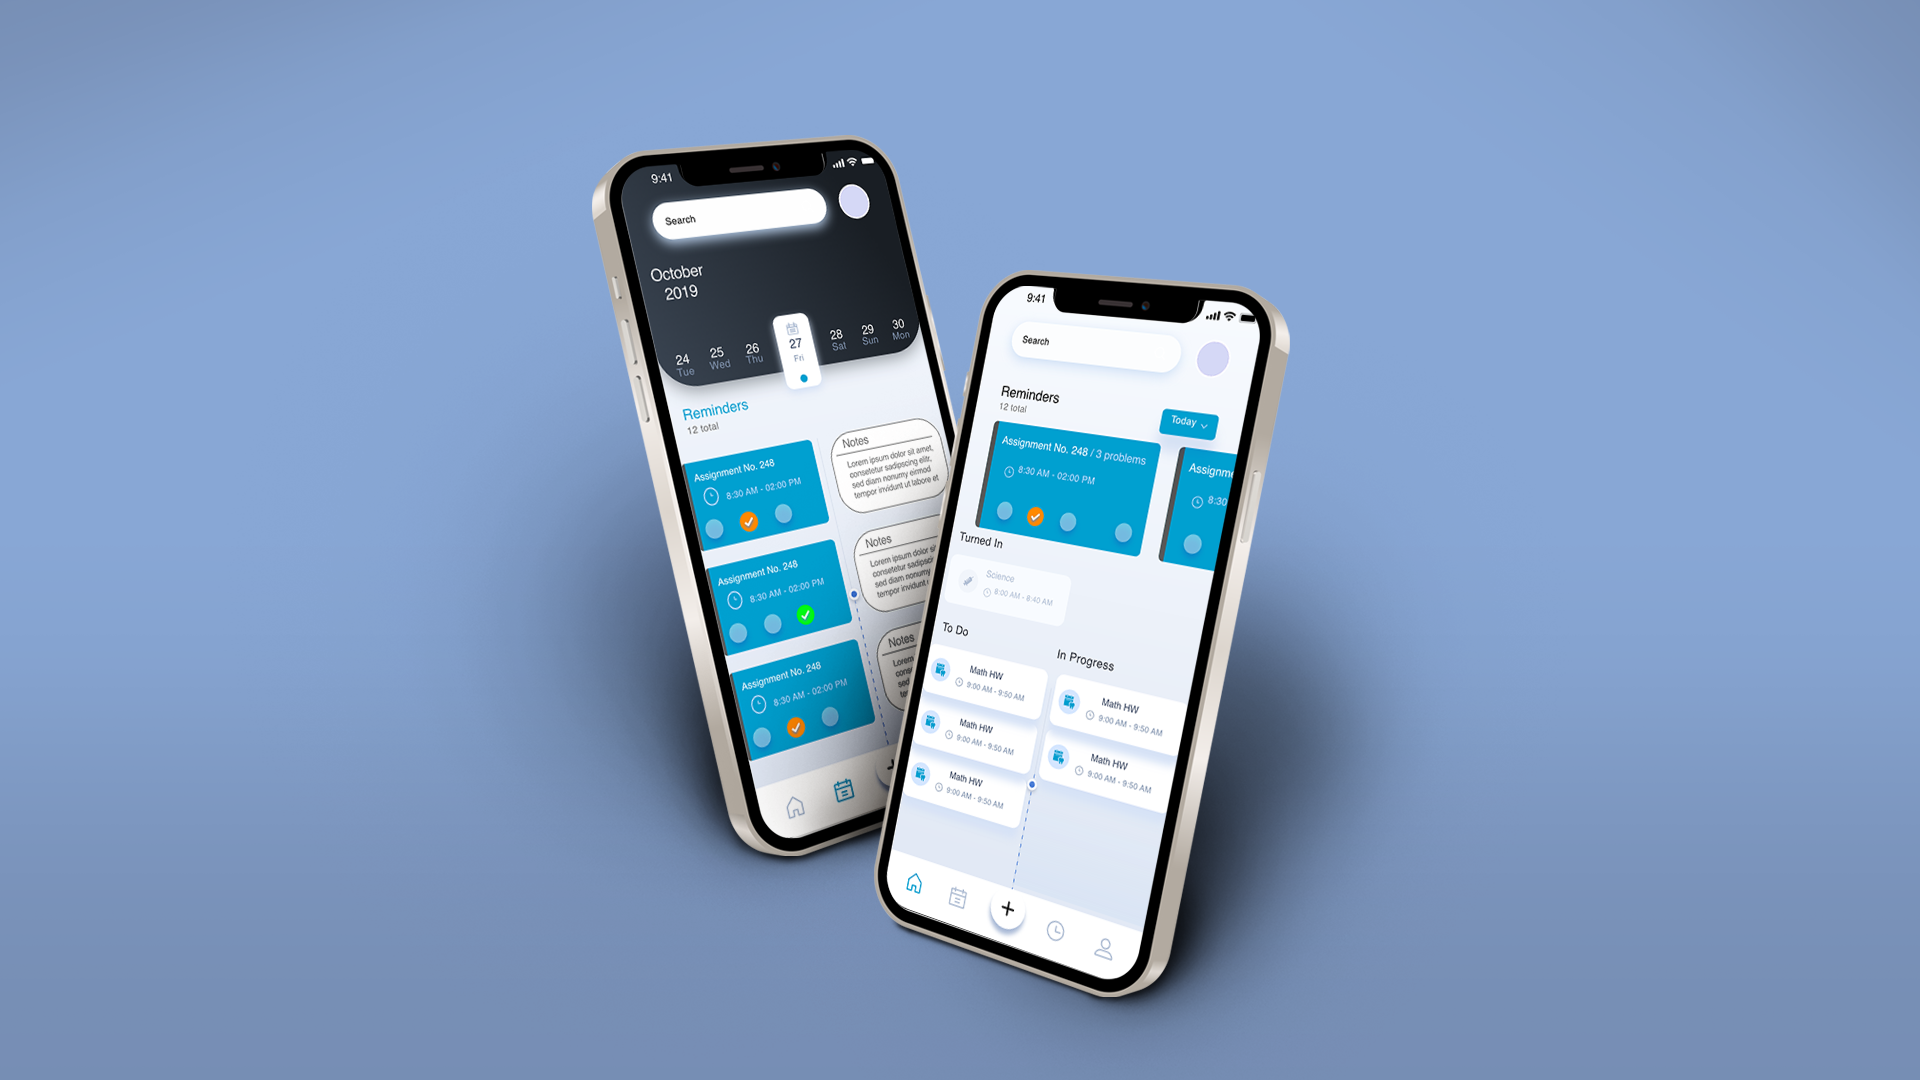 9:41
Search
October
2019
24 25 26 27 28 29 30
Tue Wed Thu Fri Sat Sun Mon
Reminders
12 total
Assignment No. 248
8:30 AM - 02:00 PM
Notes
Lorem ipsum dolor sit amet,
consetetur sadipscing elitr,
sed diam nonumy eirmod
tempor invidunt ut labore et
Assignment No. 248
8:30 AM - 02:00 PM
Notes
Lorem ipsum dolor si
consetetur sadipscin
sed diam nonumy
tempor invidunt
Assignment No. 248
8:30 AM - 02:00 PM
Notes
Lorem
cons
sed
te
9:41
Search
Reminders
12 total
Today
Assignment No. 248 / 3 problems
8:30 AM - 02:00 PM
Assignm
8:30
Turned In
Science
8:00 AM - 8:40 AM
To Do
Math HW
9:00 AM - 9:50 AM
Math HW
9:00 AM - 9:50 AM
Math HW
9:00 AM - 9:50 AM
In Progress
Math HW
9:00 AM - 9:50 AM
Math HW
9:00 AM - 9:50 AM